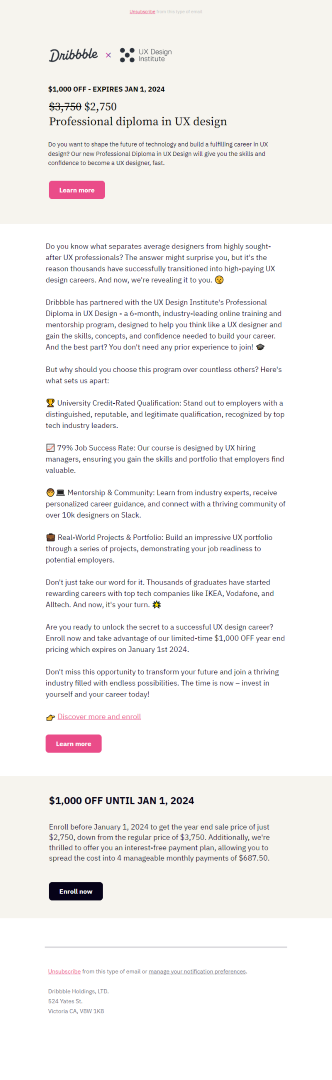 Unsubscribe from this type of email
Dribbble × UX Design
Institute
$1,000 OFF - EXPIRES JAN 1, 2024
$3,750 $2,750
Professional diploma in UX design
Do you want to shape the future of technology and build a fulfilling career in UX
design? Our new Professional Diploma in UX Design will give you the skills and
confidence to become a UX designer, fast.
Learn more
Do you know what separates average designers from highly sought-
after UX professionals? The answer might surprise you, but it's the
reason thousands have successfully transitioned into high-paying UX
design careers. And now, we're revealing it to you. 😲
Dribbble has partnered with the UX Design Institute's Professional
Diploma in UX Design - a 6-month, industry-leading online training and
mentorship program, designed to help you think like a UX designer and
gain the skills, concepts, and confidence needed to build your career.
And the best part? You don't need any prior experience to join! 🎓
But why should you choose this program over countless others? Here's
what sets us apart:
🏆 University Credit-Rated Qualification: Stand out to employers with a
distinguished, reputable, and legitimate qualification, recognized by top
tech industry leaders.
📈 79% Job Success Rate: Our course is designed by UX hiring
managers, ensuring you gain the skills and portfolio that employers find
valuable.
🧑‍💻 Mentorship & Community: Learn from industry experts, receive
personalized career guidance, and connect with a thriving community of
over 10k designers on Slack.
💼 Real-World Projects & Portfolio: Build an impressive UX portfolio
through a series of projects, demonstrating your job readiness to
potential employers.
Don't just take our word for it. Thousands of graduates have started
rewarding careers with top tech companies like IKEA, Vodafone, and
Alltech. And now, it's your turn. 💥
Are you ready to unlock the secret to a successful UX design career?
Enroll now and take advantage of our limited-time $1,000 OFF year end
pricing which expires on January 1st 2024.
Don't miss this opportunity to transform your future and join a thriving
industry filled with endless possibilities. The time is now – invest in
yourself and your career today!
👉 Discover more and enroll
Learn more
$1,000 OFF UNTIL JAN 1, 2024
Enroll before January 1, 2024 to get the year end sale price of just
$2,750, down from the regular price of $3,750. Additionally, we're
thrilled to offer you an interest-free payment plan, allowing you to
spread the cost into 4 manageable monthly payments of $687.50.
Enroll now
Unsubscribe from this type of email or manage your notification preferences.
Dribbble Holdings, LTD.
524 Yates St.
Victoria CA, V8W 1K8